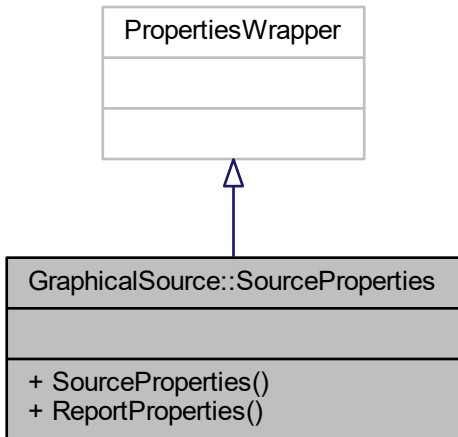 PropertiesWrapper
GraphicalSource::SourceProperties
+ SourceProperties()
+ ReportProperties()